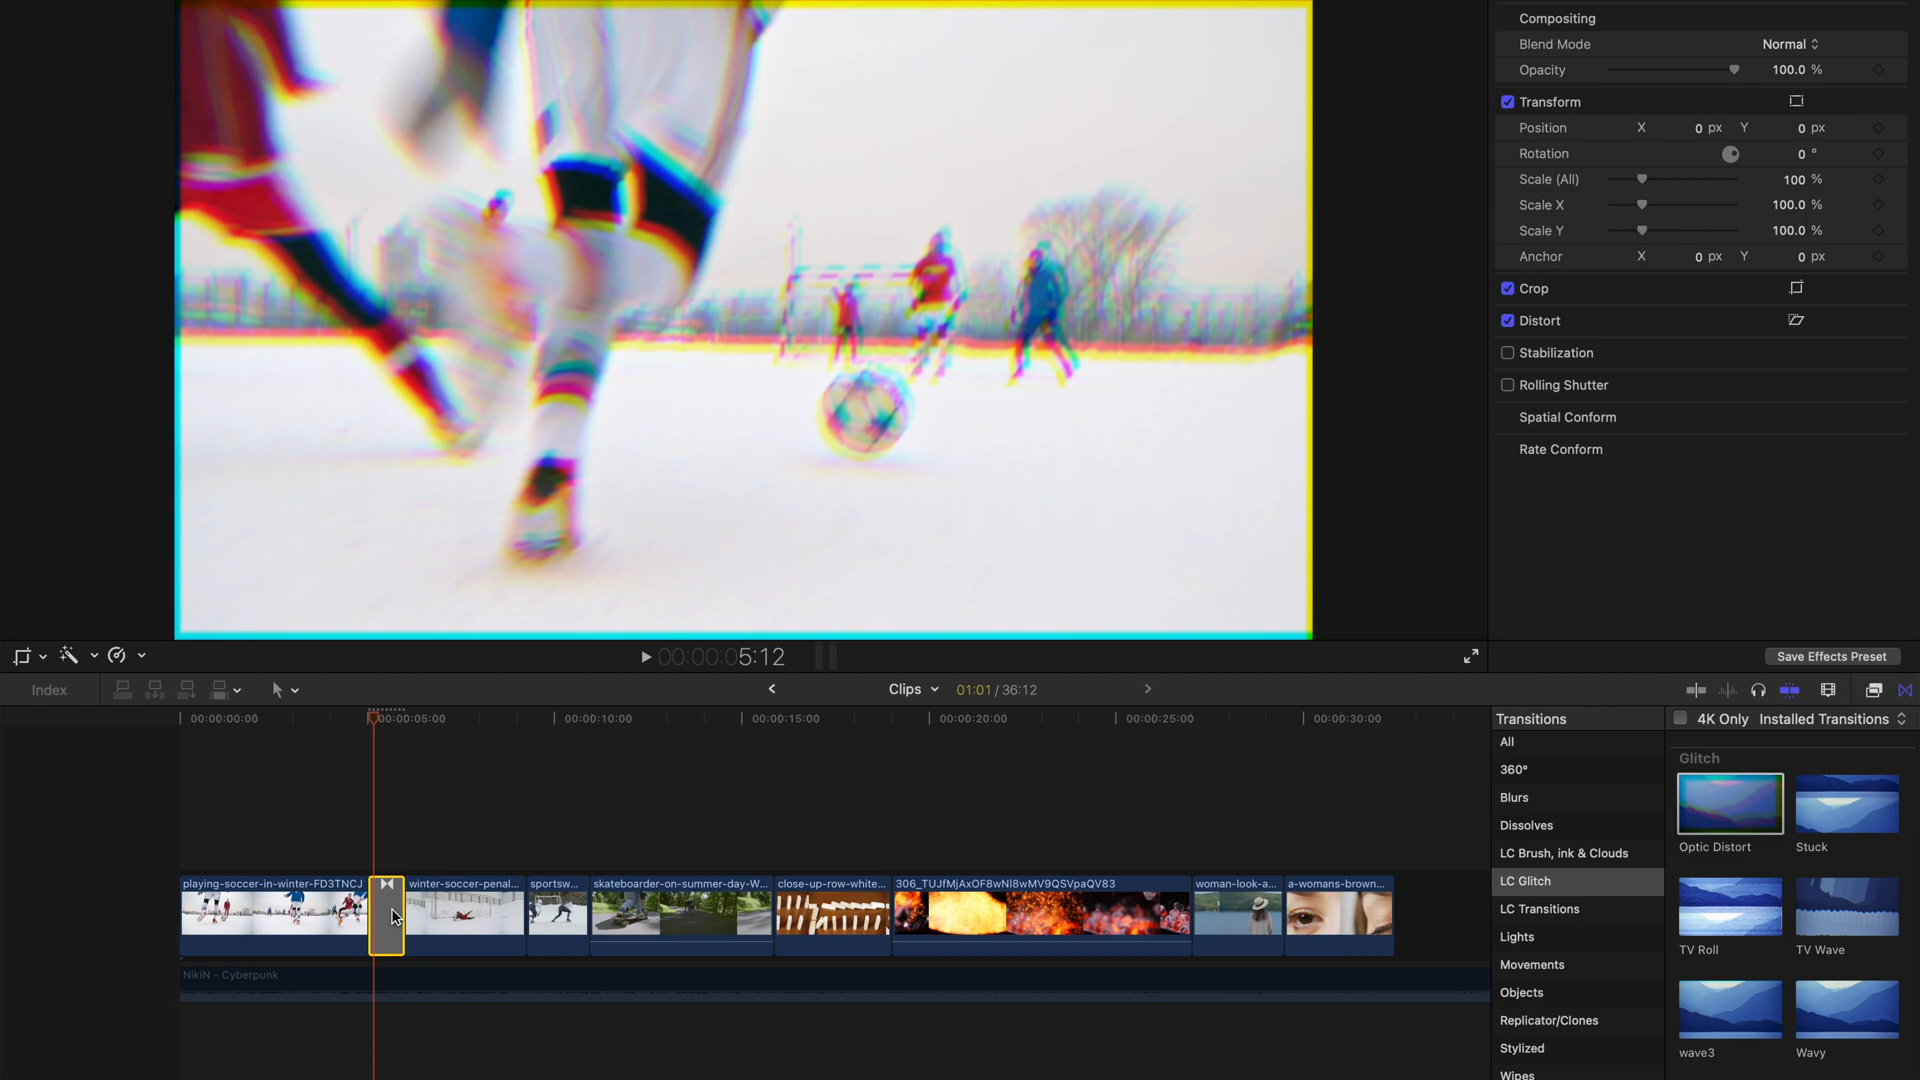 Compositing
Blend Mode Normal
Opacity 100.0 %
Transform
Position X 0 px Y 0 px
Rotation 0 °
Scale (All) 100 %
Scale X 100.0 %
Scale Y 100.0 %
Anchor X 0 px Y 0 px
Crop
Distort
Stabilization
Rolling Shutter
Spatial Conform
Rate Conform
00:00:05:12
Save Effects Preset
Index
Clips 01:01 / 36:12
00:00:00:00 00:00:05:00 00:00:10:00 00:00:15:00 00:00:20:00 00:00:25:00 00:00:30:00
Transitions
4K Only Installed Transitions
All
360°
Blurs
Dissolves
LC Brush, ink & Clouds
LC Glitch
LC Transitions
Lights
Movements
Objects
Replicator/Clones
Stylized
Wipes
Glitch
Optic Distort Stuck
TV Roll TV Wave
wave3 Wavy
playing-soccer-in-winter-FD3TNCJ winter-soccer-penal... sportsw... skateboarder-on-summer-day-W... close-up-row-white... 306_TUJfMjAxOF8wNI8wMV9QSVpaQV83 woman-look-a... a-womans-brown...
NikiN - Cyberpunk